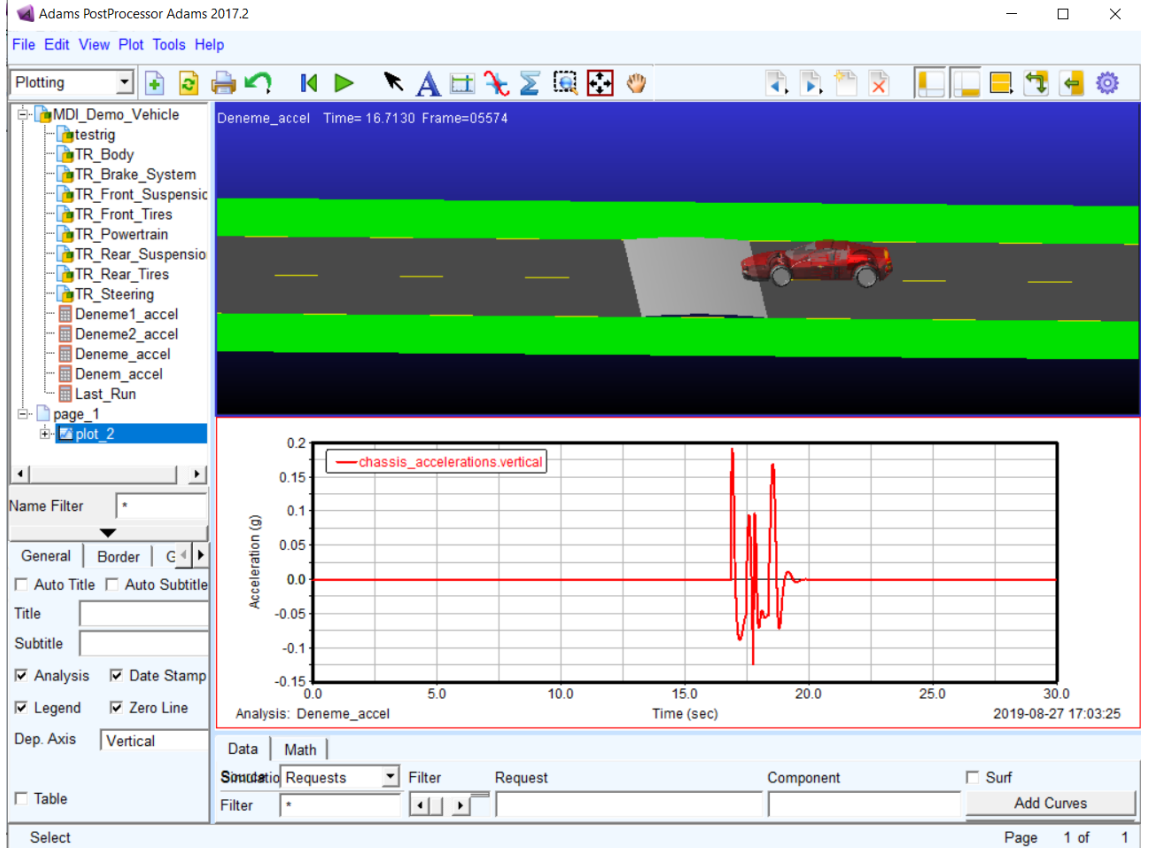 Adams PostProcessor Adams 2017.2
File Edit View Plot Tools Help
Plotting
MDI_Demo_Vehicle
testrig
TR_Body
TR_Brake_System
TR_Front_Suspensic
TR_Front_Tires
TR_Powertrain
TR_Rear_Suspensio
TR_Rear_Tires
TR_Steering
Deneme1_accel
Deneme2_accel
Deneme_accel
Denem_accel
Last_Run
page_1
plot_2
Name Filter *
General Border G
Auto Title Auto Subtitle
Title
Subtitle
Analysis Date Stamp
Legend Zero Line
Dep. Axis Vertical
Table
Select
Deneme_accel Time= 16.7130 Frame=05574
chassis_accelerations.vertical
Acceleration (g)
0.2
0.15
0.1
0.05
0.0
-0.05
-0.1
-0.15
0.0 5.0 10.0 15.0 20.0 25.0 30.0
Analysis: Deneme_accel Time (sec) 2019-08-27 17:03:25
Data Math
Requests Filter Request Component Surf
Filter * Add Curves
Page 1 of 1